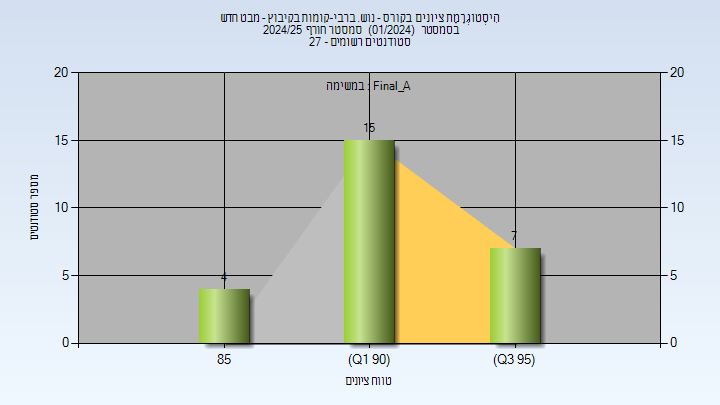 היסטוגרמת ציונים בקורס - נוש. ברבי-קומות בקיבוץ - מבט חדש
בסמסטר (01/2024) סמסטר חורף 2024/25
סטודנטים רשומים - 27
במשימה : Final_A
20 20
15
15 15
10 10
7
5 5
4
0 0
85 (Q1 90) (Q3 95)
מספר סטודנטים
טווח ציונים